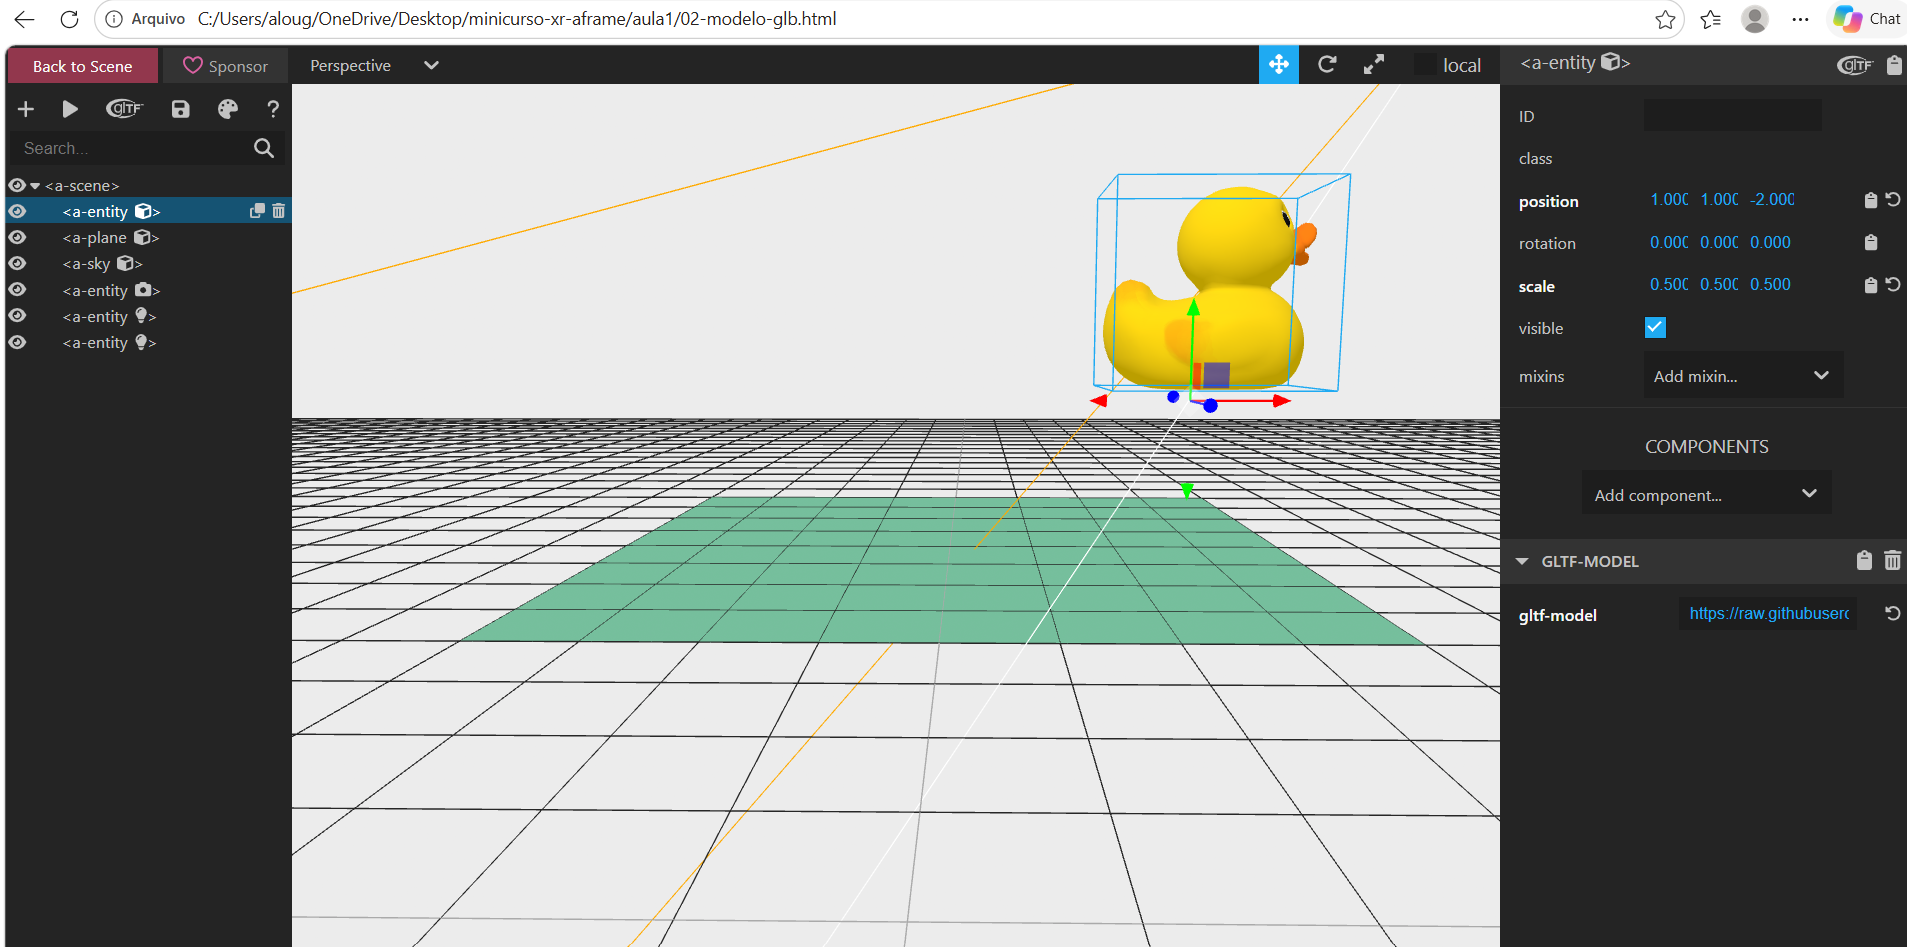 Arquivo C:/Users/aloug/OneDrive/Desktop/minicurso-xr-aframe/aula1/02-modelo-glb.html
Chat
Back to Scene
Sponsor
Perspective
local
<a-entity >
glTF
glTF
?
Search...
<a-scene>
<a-entity >
<a-plane >
<a-sky >
<a-entity >
<a-entity >
<a-entity >
ID
class
position 1.000 1.000 -2.000
rotation 0.000 0.000 0.000
scale 0.500 0.500 0.500
visible
mixins Add mixin...
COMPONENTS
Add component...
GLTF-MODEL
gltf-model https://raw.githubuserc